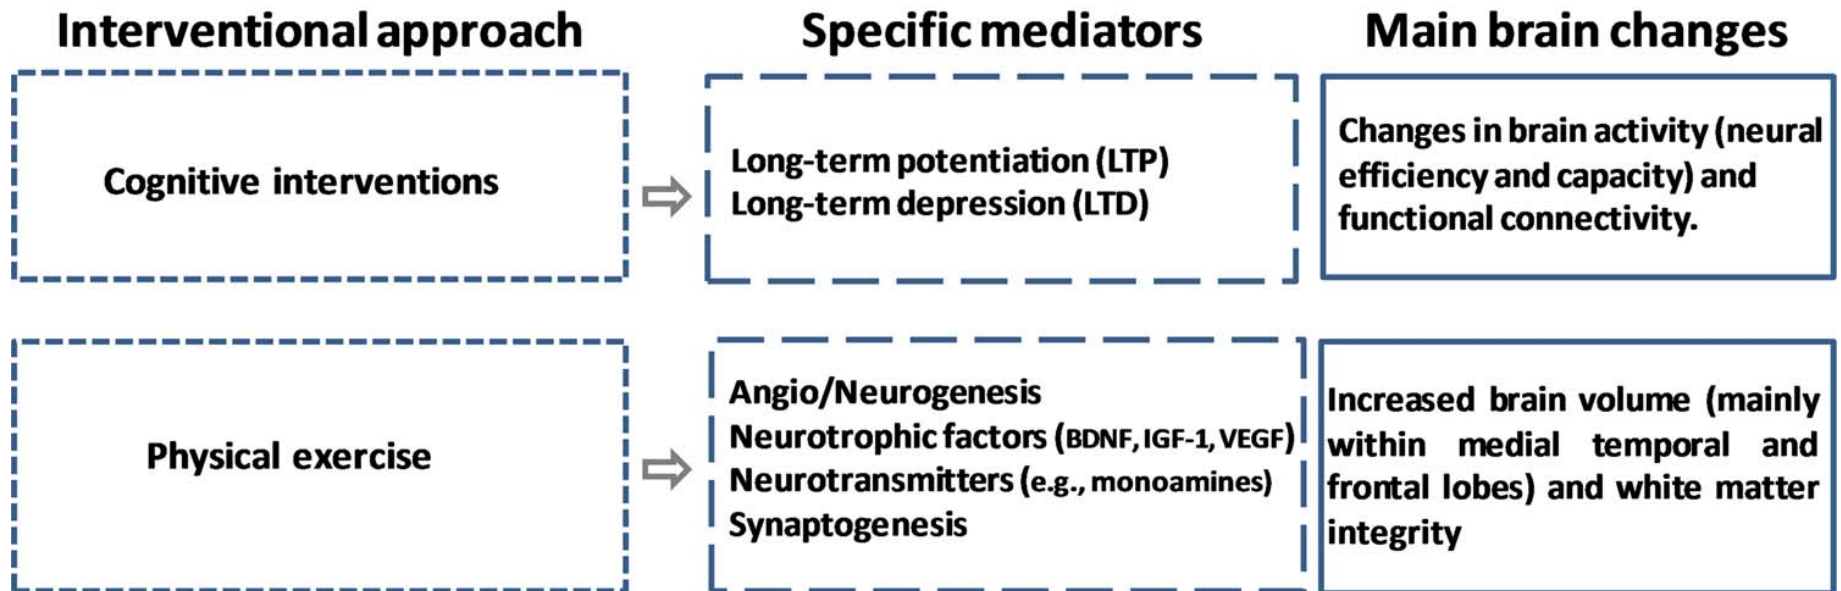 Interventional approach
Specific mediators
Main brain changes
Cognitive interventions
Long-term potentiation (LTP)
Long-term depression (LTD)
Changes in brain activity (neural
efficiency and capacity) and
functional connectivity.
Physical exercise
Angio/Neurogenesis
Neurotrophic factors (BDNF, IGF-1, VEGF)
Neurotransmitters (e.g., monoamines)
Synaptogenesis
Increased brain volume (mainly
within medial temporal and
frontal lobes) and white matter
integrity